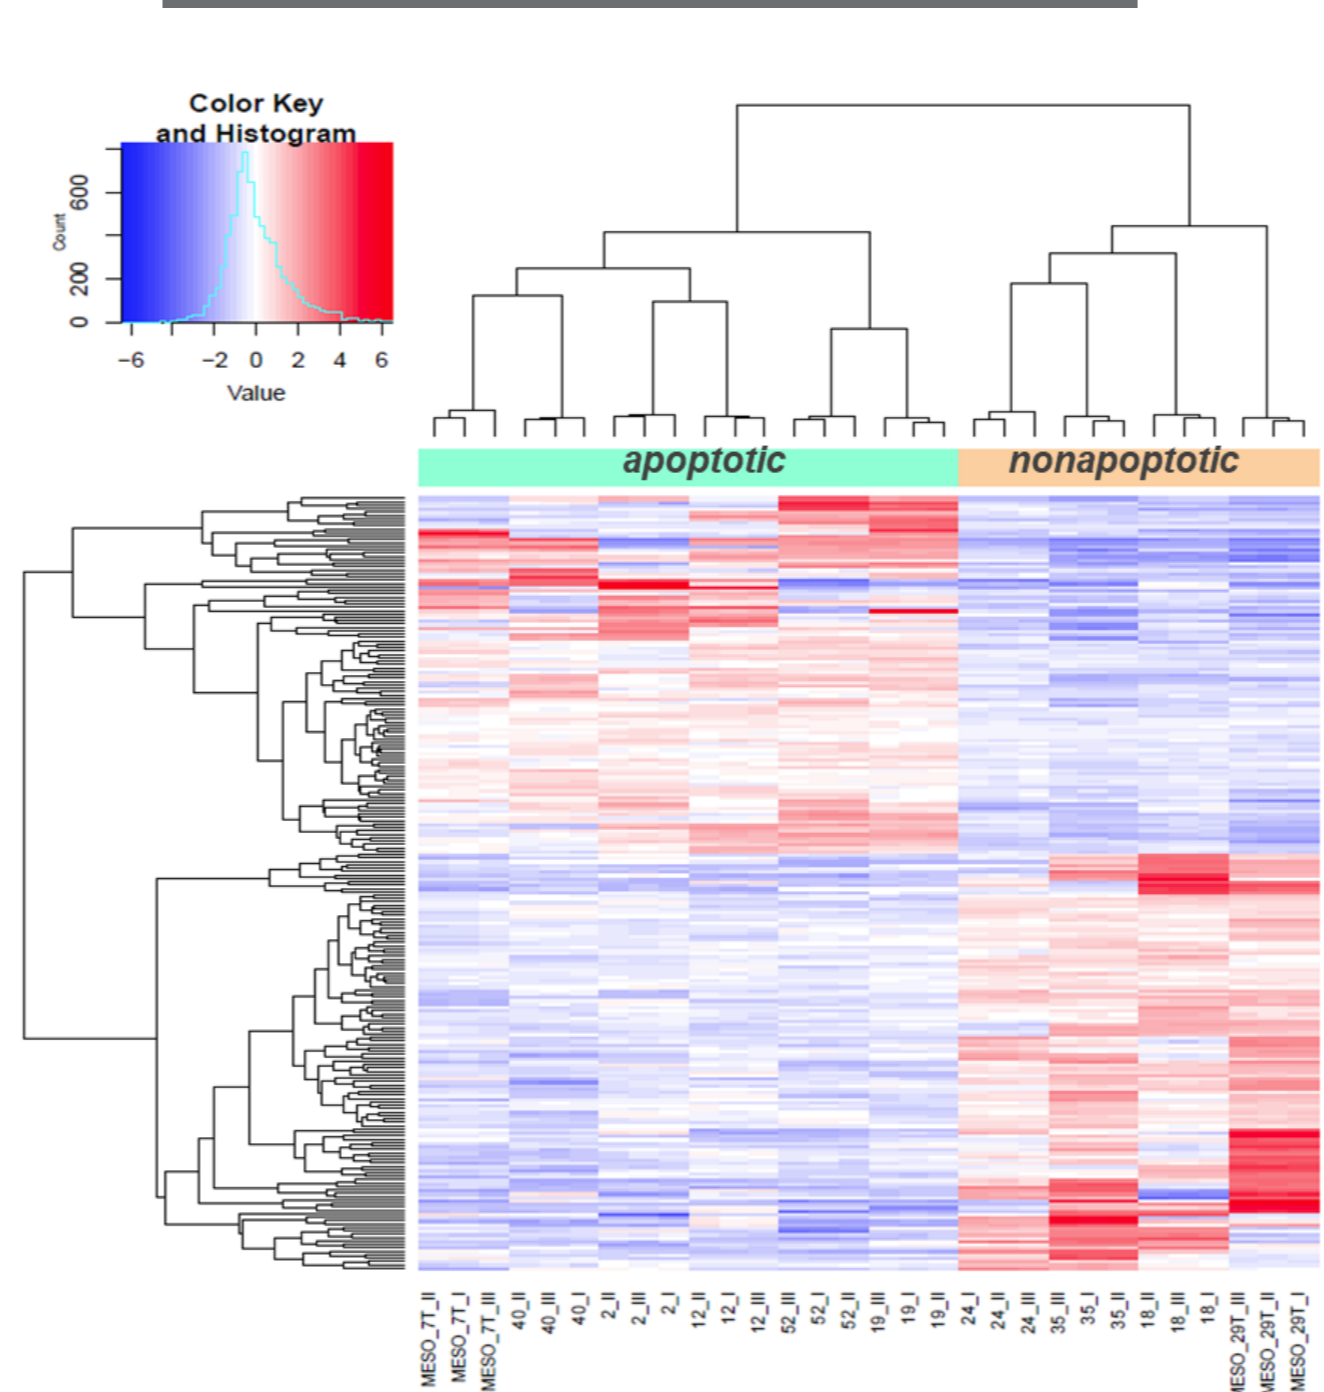 Color Key
and Histogram
Count
600
200
0
−6 −2 0 2 4 6
Value
apoptotic nonapoptotic
MESO_7T_II
MESO_7T_I
MESO_7T_III
40_II
40_III
40_I
2_II
2_III
2_I
12_II
12_I
12_III
52_III
52_I
52_II
19_III
19_I
19_II
24_I
24_II
24_III
35_III
35_I
35_II
18_II
18_III
18_I
MESO_29T_III
MESO_29T_II
MESO_29T_I